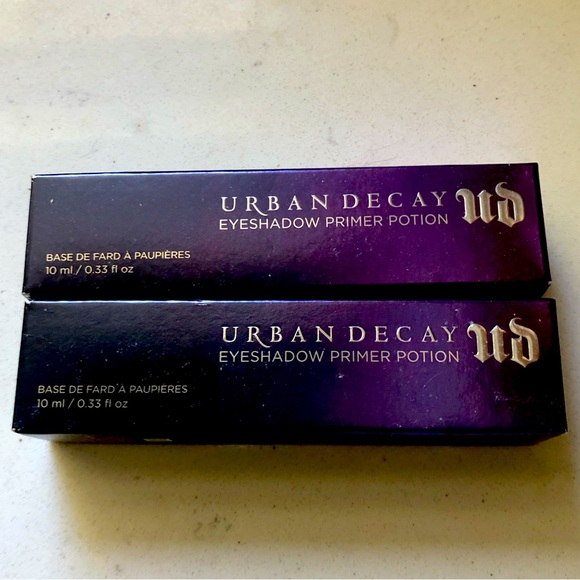 URBAN DECAY
EYESHADOW PRIMER POTION
UD
BASE DE FARD À PAUPIÈRES
10 ml / 0.33 fl oz
URBAN DECAY
EYESHADOW PRIMER POTION
UD
BASE DE FARD À PAUPIÈRES
10 ml / 0.33 fl oz